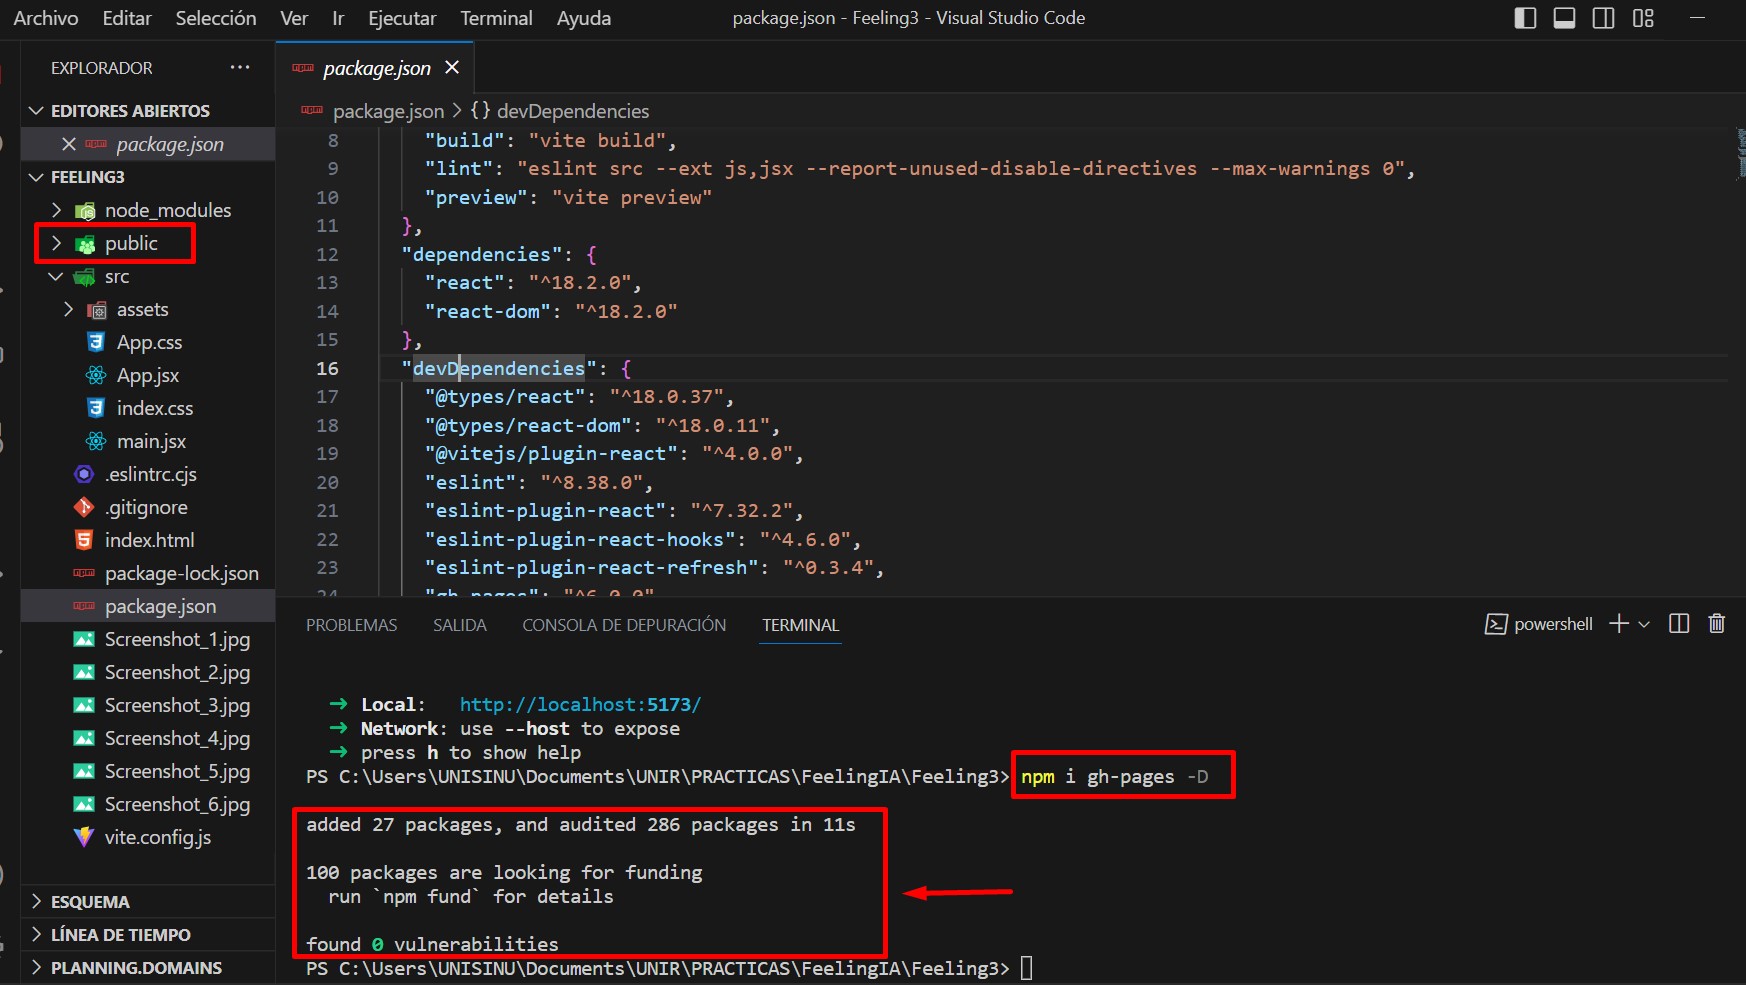 Archivo Editar Selección Ver Ir Ejecutar Terminal Ayuda package.json - Feeling3 - Visual Studio Code
EXPLORADOR ···
EDITORES ABIERTOS
package.json
FEELING3
node_modules
public
src
assets
App.css
App.jsx
index.css
main.jsx
.eslintrc.cjs
.gitignore
index.html
package-lock.json
package.json
Screenshot_1.jpg
Screenshot_2.jpg
Screenshot_3.jpg
Screenshot_4.jpg
Screenshot_5.jpg
Screenshot_6.jpg
vite.config.js
ESQUEMA
LÍNEA DE TIEMPO
PLANNING.DOMAINS
package.json
package.json > {} devDependencies
8 "build": "vite build",
9 "lint": "eslint src --ext js,jsx --report-unused-disable-directives --max-warnings 0",
10 "preview": "vite preview"
11 },
12 "dependencies": {
13 "react": "^18.2.0",
14 "react-dom": "^18.2.0"
15 },
16 "devDependencies": {
17 "@types/react": "^18.0.37",
18 "@types/react-dom": "^18.0.11",
19 "@vitejs/plugin-react": "^4.0.0",
20 "eslint": "^8.38.0",
21 "eslint-plugin-react": "^7.32.2",
22 "eslint-plugin-react-hooks": "^4.6.0",
23 "eslint-plugin-react-refresh": "^0.3.4",
24 "gh-pages": "^6.0.0"
PROBLEMAS SALIDA CONSOLA DE DEPURACIÓN TERMINAL powershell
➜ Local: http://localhost:5173/
➜ Network: use --host to expose
➜ press h to show help
PS C:\Users\UNISINU\Documents\UNIR\PRACTICAS\FeelingIA\Feeling3> npm i gh-pages -D
added 27 packages, and audited 286 packages in 11s
100 packages are looking for funding
run `npm fund` for details
found 0 vulnerabilities
PS C:\Users\UNISINU\Documents\UNIR\PRACTICAS\FeelingIA\Feeling3>